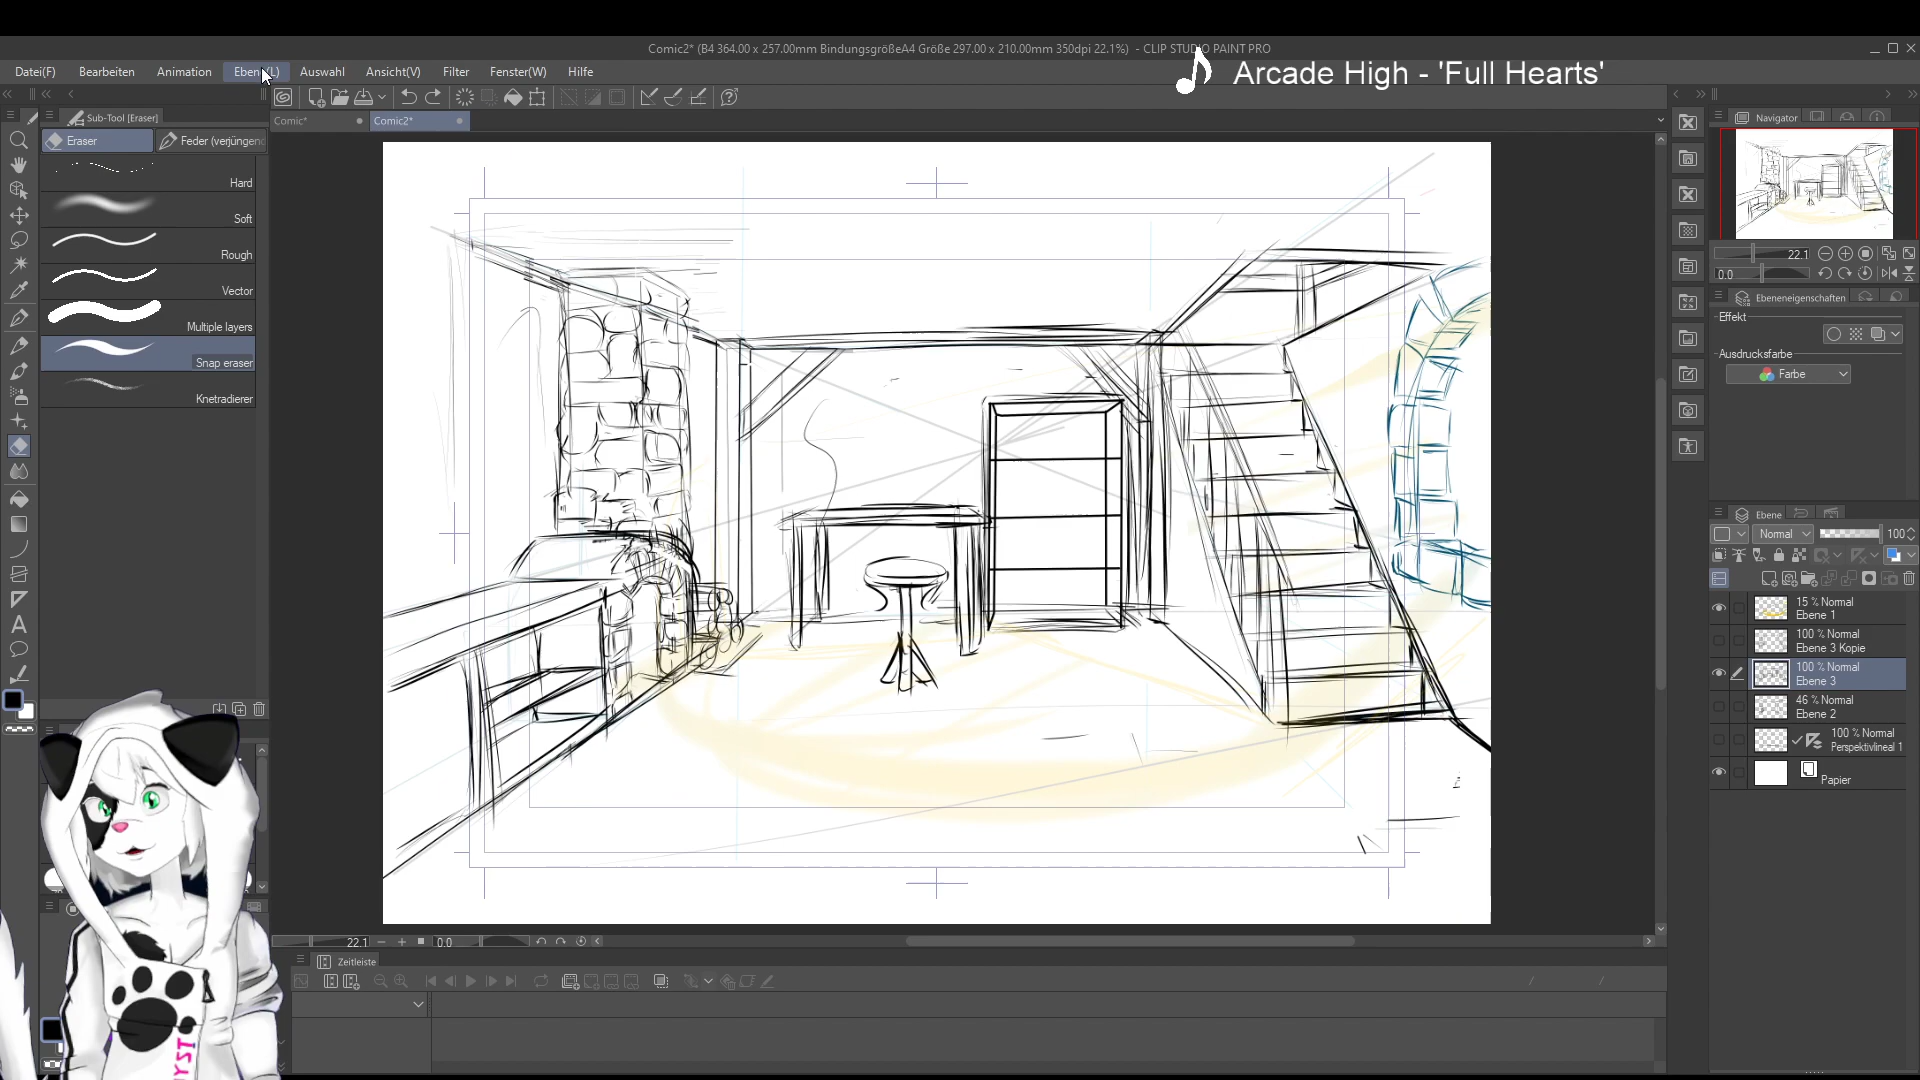 Comic2* (B4 364.00 x 257.00mm BindungsgrößeA4 Größe 297.00 x 210.00mm 350dpi 22.1%)  - CLIP STUDIO PAINT PRO
Datei(F) Bearbeiten Animation Ebene(L) Auswahl Ansicht(V) Filter Fenster(W) Hilfe
Arcade High - 'Full Hearts'
Sub-Tool [Eraser]
Comic* Comic2*
Navigator
Eraser
Feder (verjüngend
Hard
Soft
Rough
Vector
Multiple layers
Snap eraser
Knetradierer
22.1
0.0
Ebeneneigenschaften
Effekt
Ausdrucksfarbe
Farbe
Ebene
Normal 100
15 % Normal
Ebene 1
100 % Normal
Ebene 3 Kopie
100 % Normal
Ebene 3
46 % Normal
Ebene 2
100 % Normal
Perspektivlineal 1
Papier
22.1 0.0
Zeitleiste